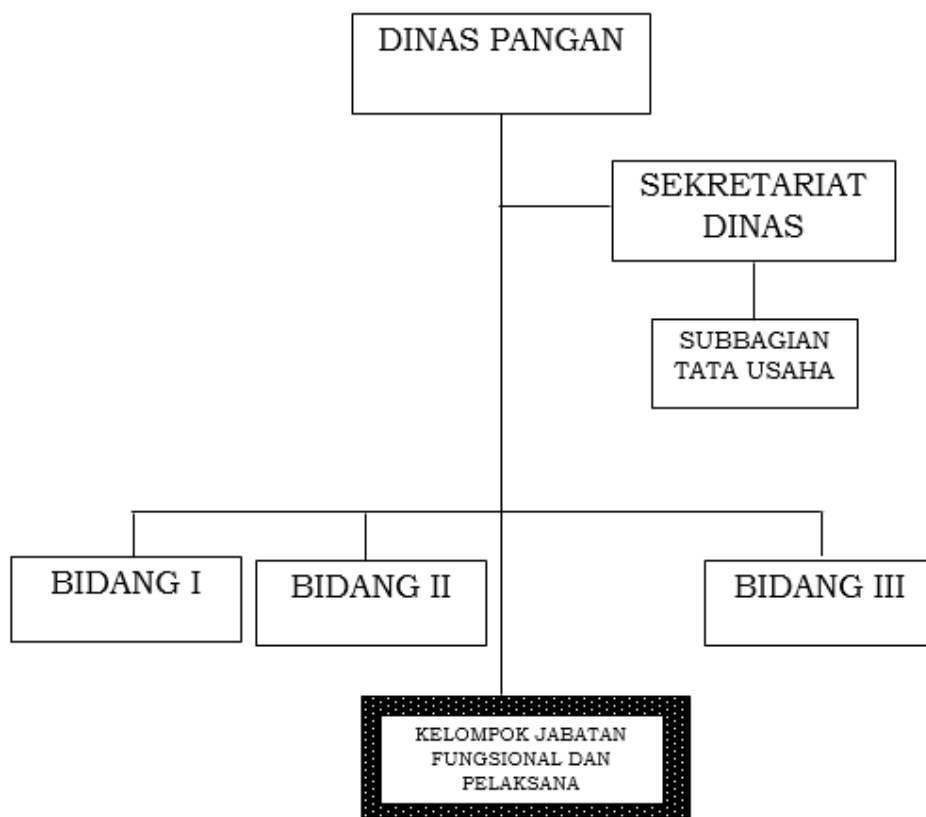 DINAS PANGAN
SEKRETARIAT
DINAS
SUBBAGIAN
TATA USAHA
BIDANG I
BIDANG II
BIDANG III
KELOMPOK JABATAN
FUNGSIONAL DAN
PELAKSANA